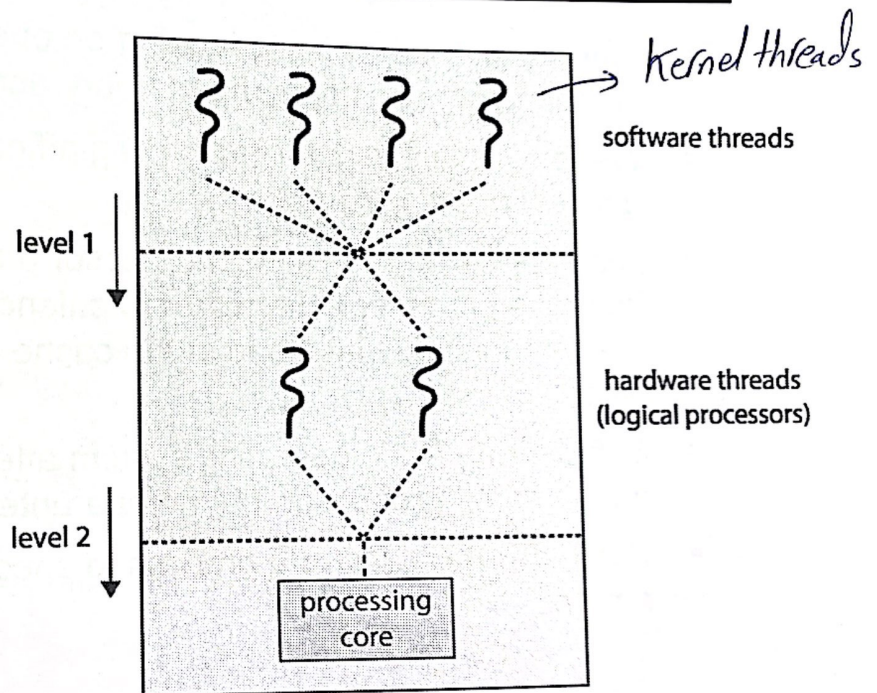 Kernel threads
software threads
level 1
hardware threads
(logical processors)
level 2
processing
core